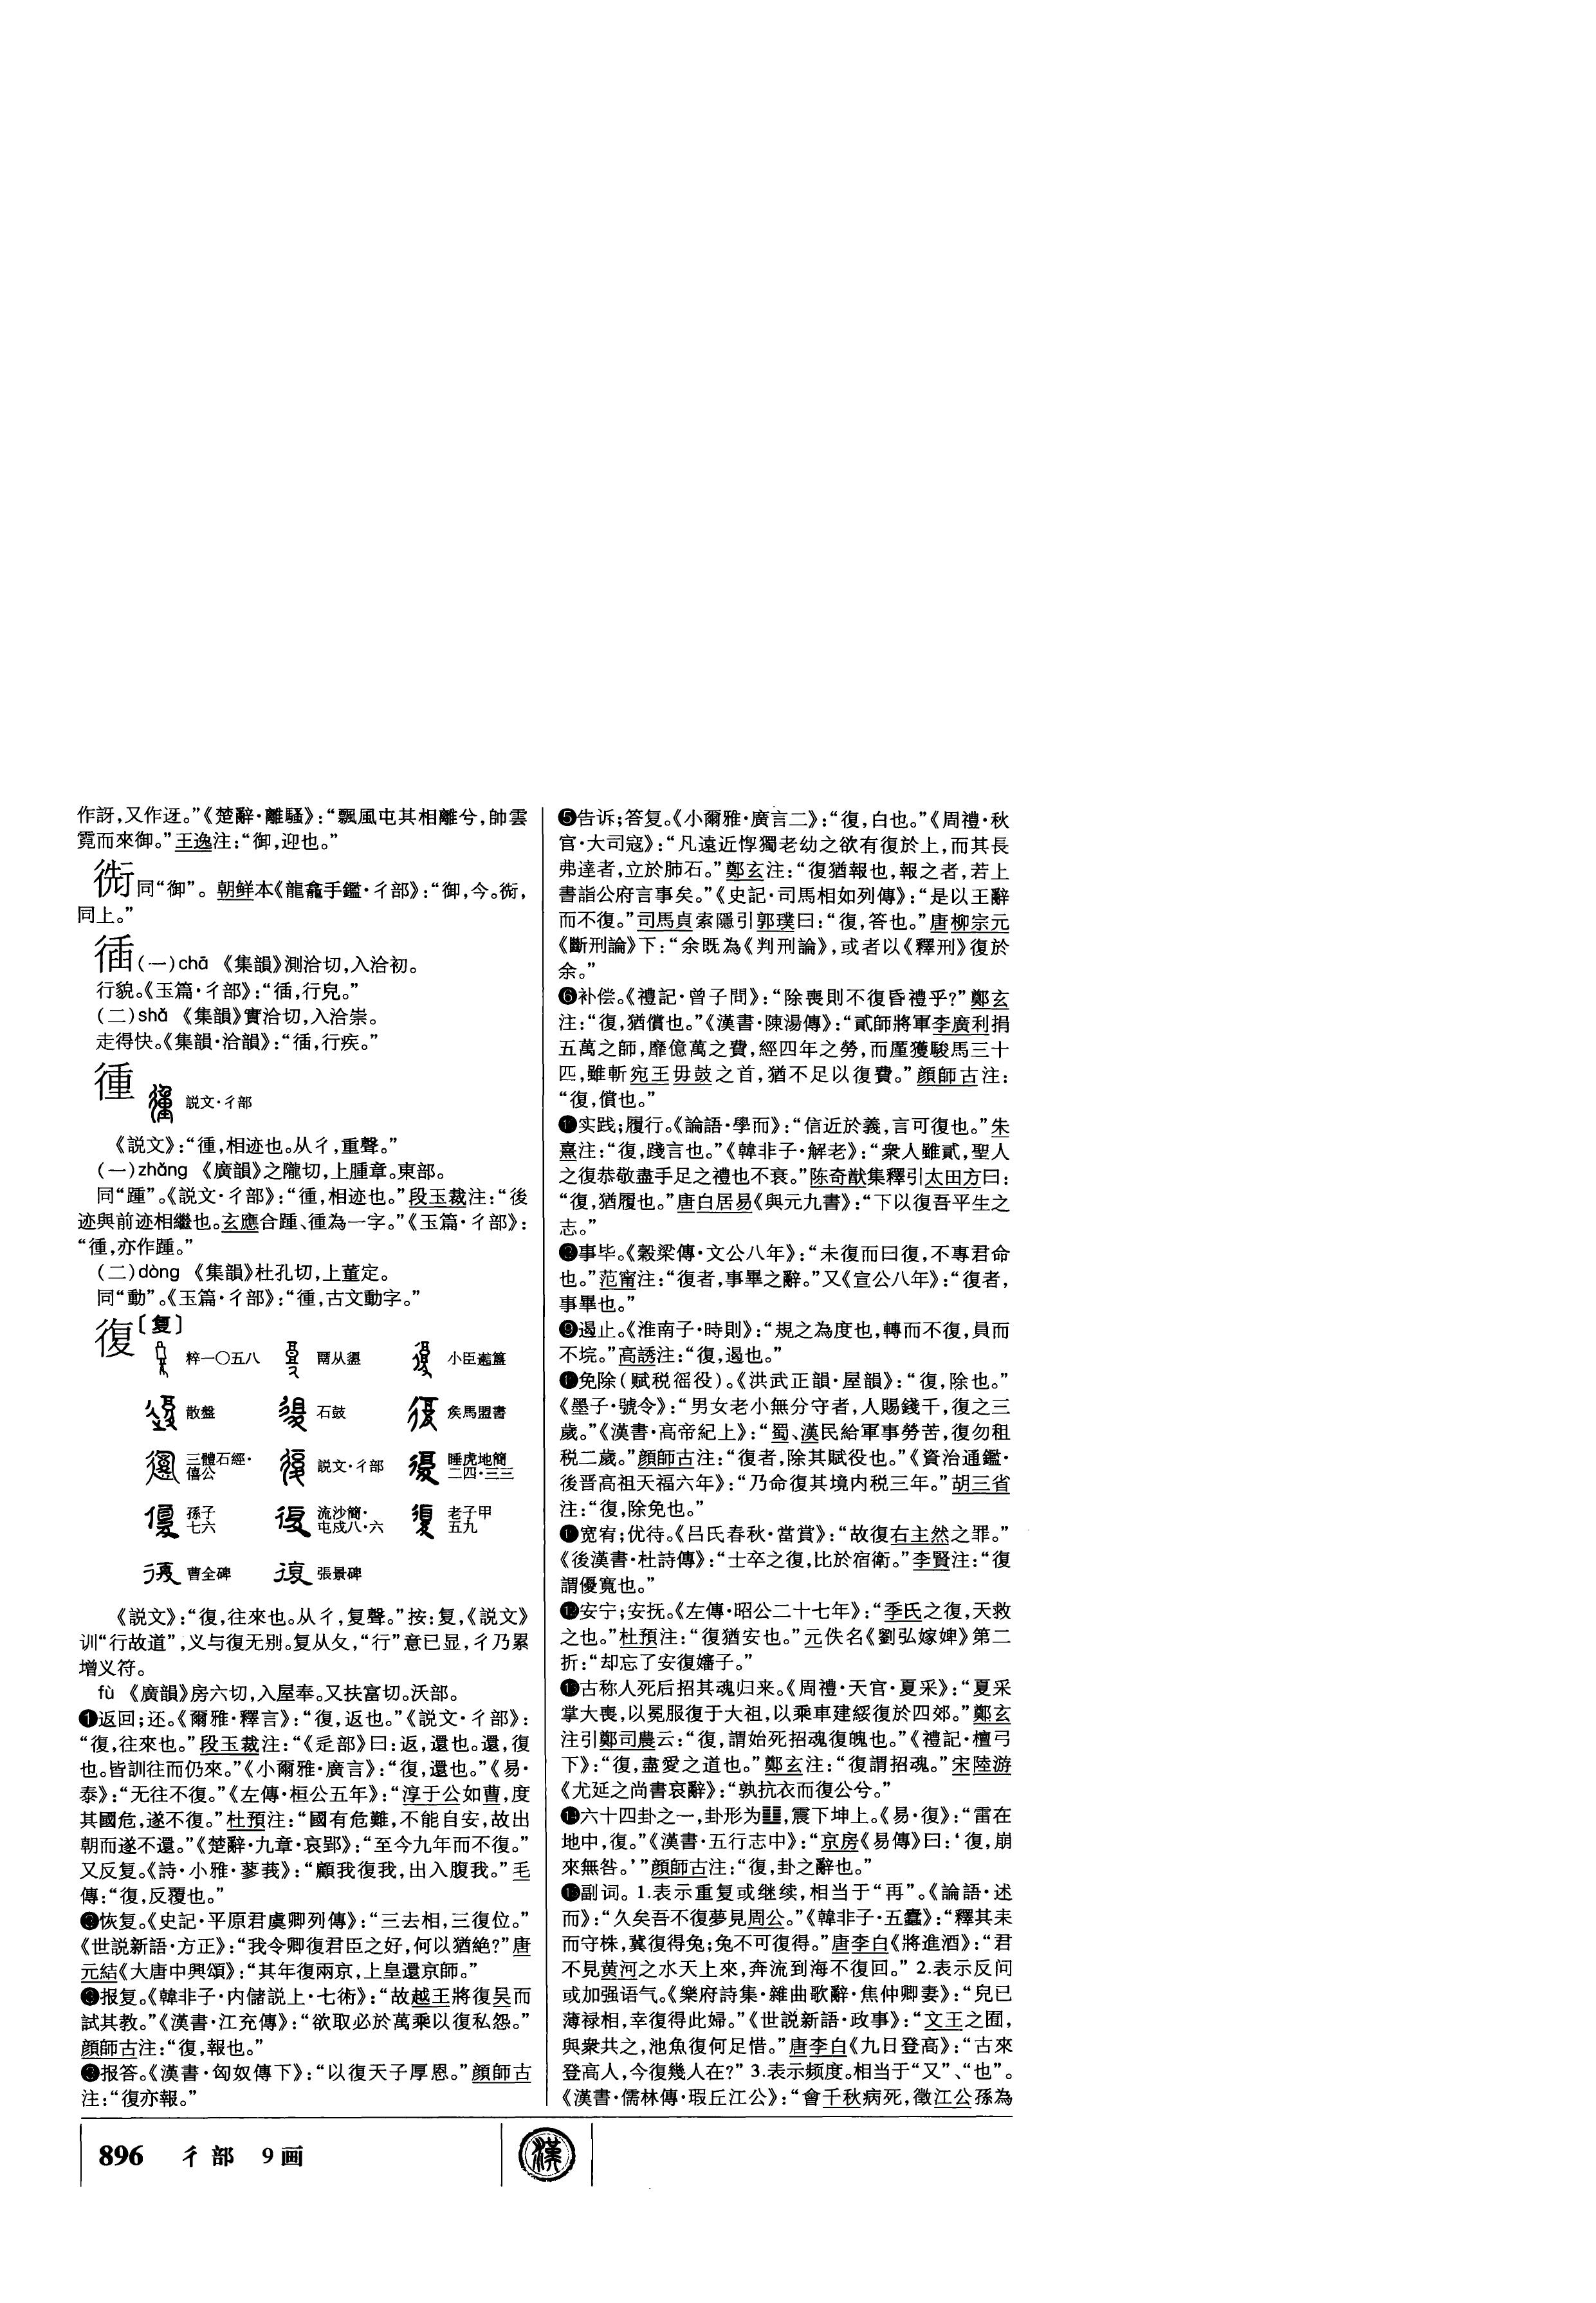 作訝,又作迓。”《楚辭·離騷》:“飄風屯其相離兮,帥雲
霓而來御。”王逸注:“御,迎也。”
同“御”。朝鮮本《龍龕手鑑·彳部》:“御,今。𢓷,
同上。”
(一)chā 《集韻》測洽切,入洽初。
行貌。《玉篇·彳部》:“徟,行皃。”
(二)shà 《集韻》實洽切,入洽崇。
走得快。《集韻·洽韻》:“,行疾。”
徸
説文·彳部
《説文》:“徸,相迹也。从彳,重聲。”
(一)zhǒng 《廣韻》之隴切,上腫章。東部。
同“踵”。《説文·彳部》:“徸,相迹也。”段玉裁注:“後
迹與前迹相繼也。玄應合踵、徸為一字。”《玉篇·彳部》:
“徸,亦作踵。”
(二)dòng 《集韻》杜孔切,上董定。
同“動”。《玉篇·彳部》:“徸,古文動字。”
復〔复〕
粹一〇五八 鬲从盨 小臣簋
散盤 石鼓 矦馬盟書
三體石經·僖公 説文·彳部 睡虎地簡二四·三三
孫子七六 流沙簡·屯戍八·六 老子甲五九
曹全碑 張景碑
《説文》:“復,往來也。从彳,复聲。”按:复,《説文》
训“行故道”,义与復无别。复从夊,“行”意已显,彳乃累
增义符。
fù 《廣韻》房六切,入屋奉。又扶富切。沃部。
❶返回;还。《爾雅·釋言》:“復,返也。”《説文·彳部》:
“復,往來也。”段玉裁注:“《辵部》曰:返,還也。還,復
也。皆訓往而仍來。”《小爾雅·廣言》:“復,還也。”《易·
泰》:“无往不復。”《左傳·桓公五年》:“淳于公如曹,度
其國危,遂不復。”杜預注:“國有危難,不能自安,故出
朝而遂不還。”《楚辭·九章·哀郢》:“至今九年而不復。”
又反复。《詩·小雅·蓼莪》:“顧我復我,出入腹我。”毛
傳:“復,反覆也。”
❷恢复。《史記·平原君虞卿列傳》:“三去相,三復位。”
《世説新語·方正》:“我令卿復君臣之好,何以猶絶?”唐
元結《大唐中興頌》:“其年復兩京,上皇還京師。”
❸报复。《韓非子·内儲説上·七術》:“故越王將復吴而
試其教。”《漢書·江充傳》:“欲取必於萬乘以復私怨。”
顔師古注:“復,報也。”
❹报答。《漢書·匈奴傳下》:“以復天子厚恩。”顔師古
注:“復亦報。”
❺告诉;答复。《小爾雅·廣言二》:“復,白也。”《周禮·秋
官·大司寇》:“凡遠近惸獨老幼之欲有復於上,而其長
弗達者,立於肺石。”鄭玄注:“復猶報也,報之者,若上
書詣公府言事矣。”《史記·司馬相如列傳》:“是以王辭
而不復。”司馬貞索隱引郭璞曰:“復,答也。”唐柳宗元
《斷刑論》下:“余既為《判刑論》,或者以《釋刑》復於
余。”
❻补偿。《禮記·曾子問》:“除喪則不復昏禮乎?”鄭玄
注:“復,猶償也。”《漢書·陳湯傳》:“貳師將軍李廣利捐
五萬之師,靡億萬之費,經四年之勞,而厪獲駿馬三十
匹,雖斬宛王毋鼓之首,猶不足以復費。”顔師古注:
“復,償也。”
❼实践;履行。《論語·學而》:“信近於義,言可復也。”朱
熹注:“復,踐言也。”《韓非子·解老》:“衆人雖貳,聖人
之復恭敬盡手足之禮也不衰。”陈奇猷集釋引太田方曰:
“復,猶履也。”唐白居易《與元九書》:“下以復吾平生之
志。”
❽事毕。《穀梁傳·文公八年》:“未復而曰復,不專君命
也。”范甯注:“復者,事畢之辭。”又《宣公八年》:“復者,
事畢也。”
❾遏止。《淮南子·時則》:“規之為度也,轉而不復,員而
不垸。”高誘注:“復,遏也。”
❿免除(赋税徭役)。《洪武正韻·屋韻》:“復,除也。”
《墨子·號令》:“男女老小無分守者,人賜錢千,復之三
歲。”《漢書·高帝紀上》:“蜀、漢民給軍事勞苦,復勿租
税二歲。”顔師古注:“復者,除其賦役也。”《資治通鑑·
後晋高祖天福六年》:“乃命復其境内税三年。”胡三省
注:“復,除免也。”
⓫宽宥;优待。《吕氏春秋·當賞》:“故復右主然之罪。”
《後漢書·杜詩傳》:“士卒之復,比於宿衛。”李賢注:“復
謂優寬也。”
⓬安宁;安抚。《左傳·昭公二十七年》:“季氏之復,天救
之也。”杜預注:“復猶安也。”元佚名《劉弘嫁婢》第二
折:“却忘了安復嬸子。”
⓭古称人死后招其魂归来。《周禮·天官·夏采》:“夏采
掌大喪,以冕服復于大祖,以乘車建綏復於四郊。”鄭玄
注引鄭司農云:“復,謂始死招魂復魄也。”《禮記·檀弓
下》:“復,盡愛之道也。”鄭玄注:“復謂招魂。”宋陸游
《尤延之尚書哀辭》:“孰抗衣而復公兮。”
⓮六十四卦之一,卦形为䷗,震下坤上。《易·復》:“雷在
地中,復。”《漢書·五行志中》:“京房《易傳》曰:‘復,崩
來無咎。’”顔師古注:“復,卦之辭也。”
⓯副词。1.表示重复或继续,相当于“再”。《論語·述
而》:“久矣吾不復夢見周公。”《韓非子·五蠹》:“釋其耒
而守株,冀復得兔;兔不可復得。”唐李白《將進酒》:“君
不見黄河之水天上來,奔流到海不復回。”2.表示反问
或加强语气。《樂府詩集·雜曲歌辭·焦仲卿妻》:“兒已
薄禄相,幸復得此婦。”《世説新語·政事》:“文王之囿,
與衆共之,池魚復何足惜。”唐李白《九日登高》:“古來
登高人,今復幾人在?”3.表示频度。相当于“又”、“也”。
《漢書·儒林傳·瑕丘江公》:“會千秋病死,徵江公孫為
896 彳部 9画
漢